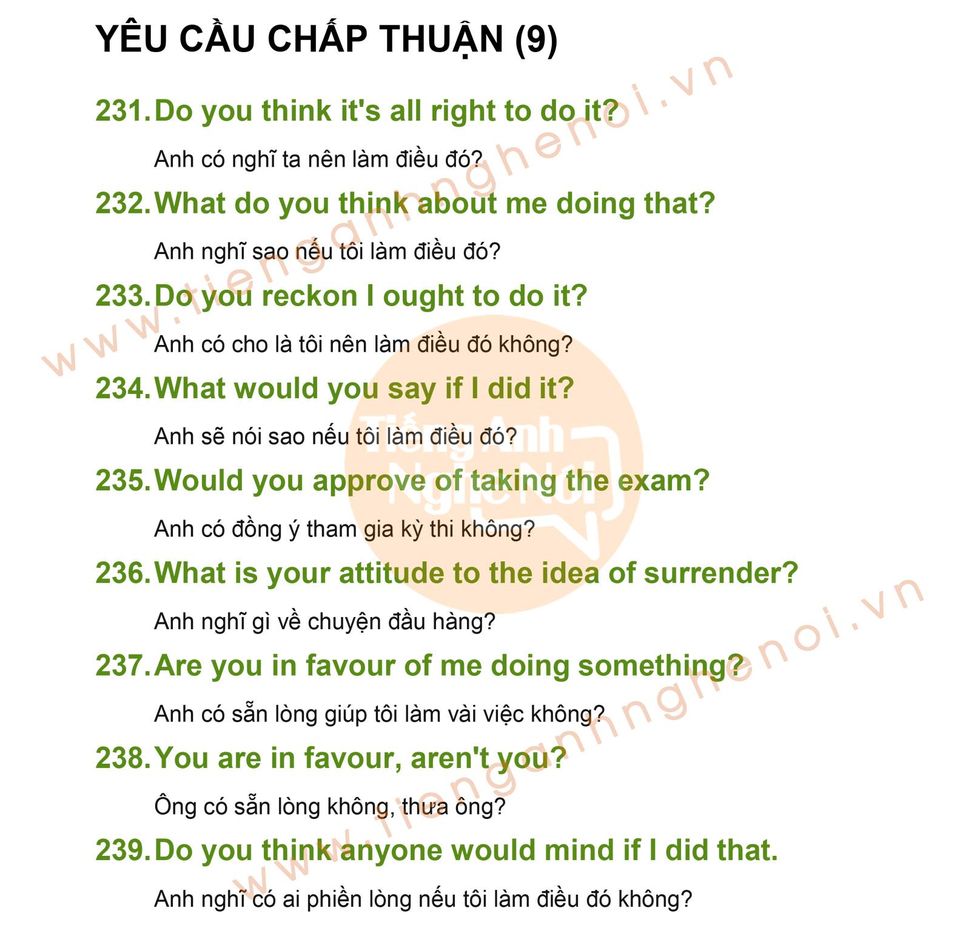 YÊU CẦU CHẤP THUẬN (9)
231. Do you think it's all right to do it?
Anh có nghĩ ta nên làm điều đó?
232. What do you think about me doing that?
Anh nghĩ sao nếu tôi làm điều đó?
233. Do you reckon I ought to do it?
Anh có cho là tôi nên làm điều đó không?
234. What would you say if I did it?
Anh sẽ nói sao nếu tôi làm điều đó?
235. Would you approve of taking the exam?
Anh có đồng ý tham gia kỳ thi không?
236. What is your attitude to the idea of surrender?
Anh nghĩ gì về chuyện đầu hàng?
237. Are you in favour of me doing something?
Anh có sẵn lòng giúp tôi làm vài việc không?
238. You are in favour, aren't you?
Ông có sẵn lòng không, thưa ông?
239. Do you think anyone would mind if I did that.
Anh nghĩ có ai phiền lòng nếu tôi làm điều đó không?
www.tienganhnghenoi.vn
Tiếng Anh
Nghe Nói
www.tienganhnghenoi.vn